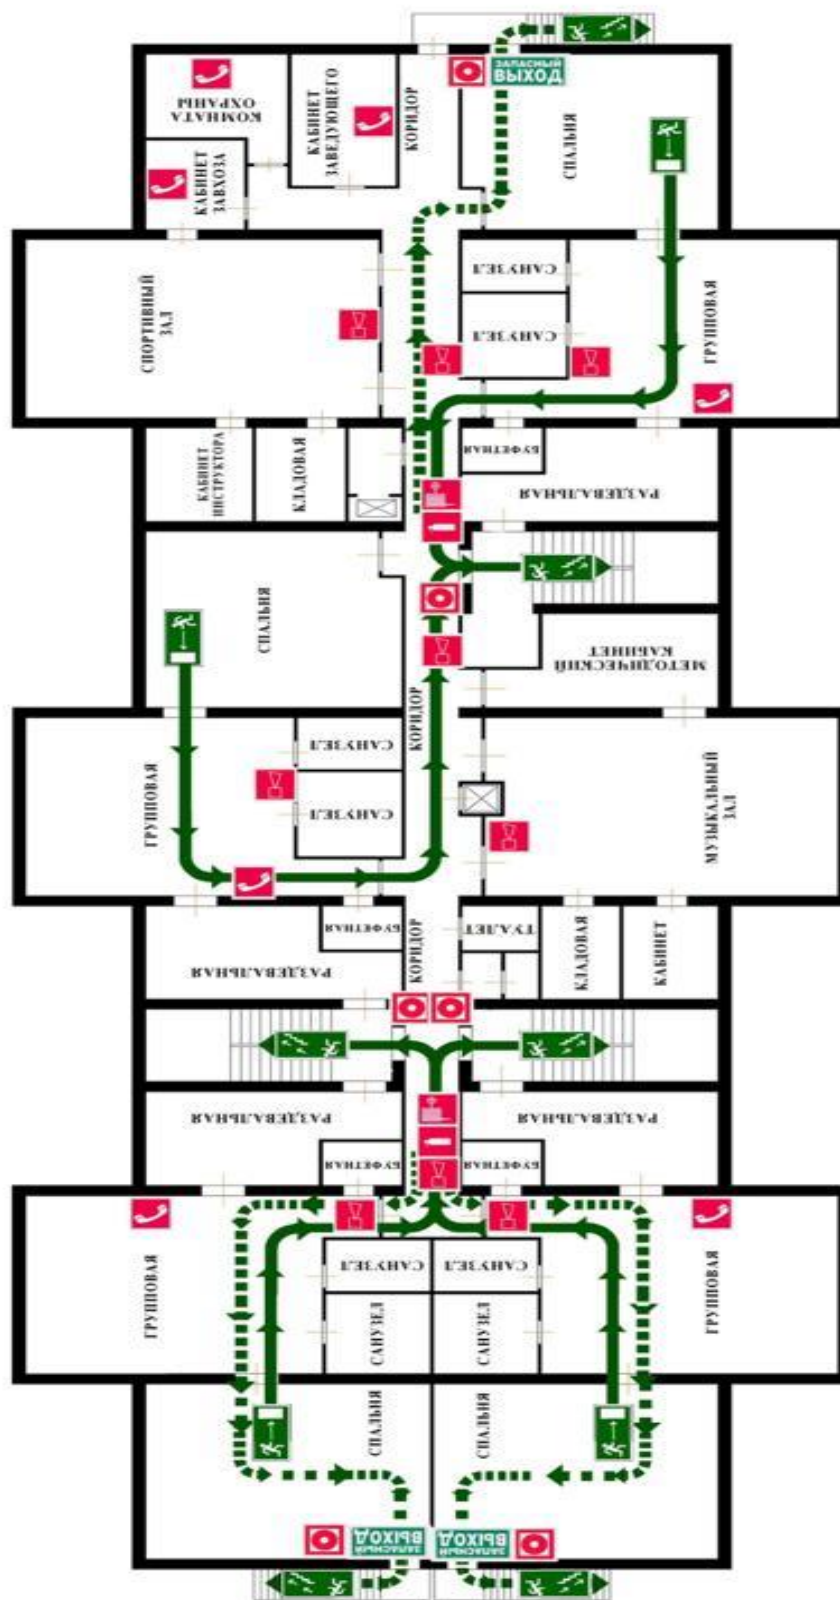 ЗАПАСНЫЙ
ВЫХОД
КОМНАТА
ОХРАНЫ
КАБИНЕТ
ЗАВЕДУЮЩЕГО
КОРИДОР
СПАЛЬНЯ
КАБИНЕТ
ЗАВХОЗА
СПОРТИВНЫЙ
ЗАЛ
САНУЗЕЛ
САНУЗЕЛ
ГРУППОВАЯ
КАБИНЕТ
ИНСТРУКТОРА
КЛАДОВАЯ
БУФЕТНАЯ
РАЗДЕВАЛЬНАЯ
СПАЛЬНЯ
МЕТОДИЧЕСКИЙ
КАБИНЕТ
КОРИДОР
ГРУППОВАЯ
САНУЗЕЛ
САНУЗЕЛ
МУЗЫКАЛЬНЫЙ
ЗАЛ
РАЗДЕВАЛЬНАЯ
БУФЕТНАЯ
КОРИДОР
ТУАЛЕТ
КЛАДОВАЯ
КАБИНЕТ
РАЗДЕВАЛЬНАЯ
РАЗДЕВАЛЬНАЯ
БУФЕТНАЯ
БУФЕТНАЯ
ГРУППОВАЯ
САНУЗЕЛ
САНУЗЕЛ
САНУЗЕЛ
САНУЗЕЛ
ГРУППОВАЯ
СПАЛЬНЯ
СПАЛЬНЯ
ЗАПАСНЫЙ
ВЫХОД
ЗАПАСНЫЙ
ВЫХОД